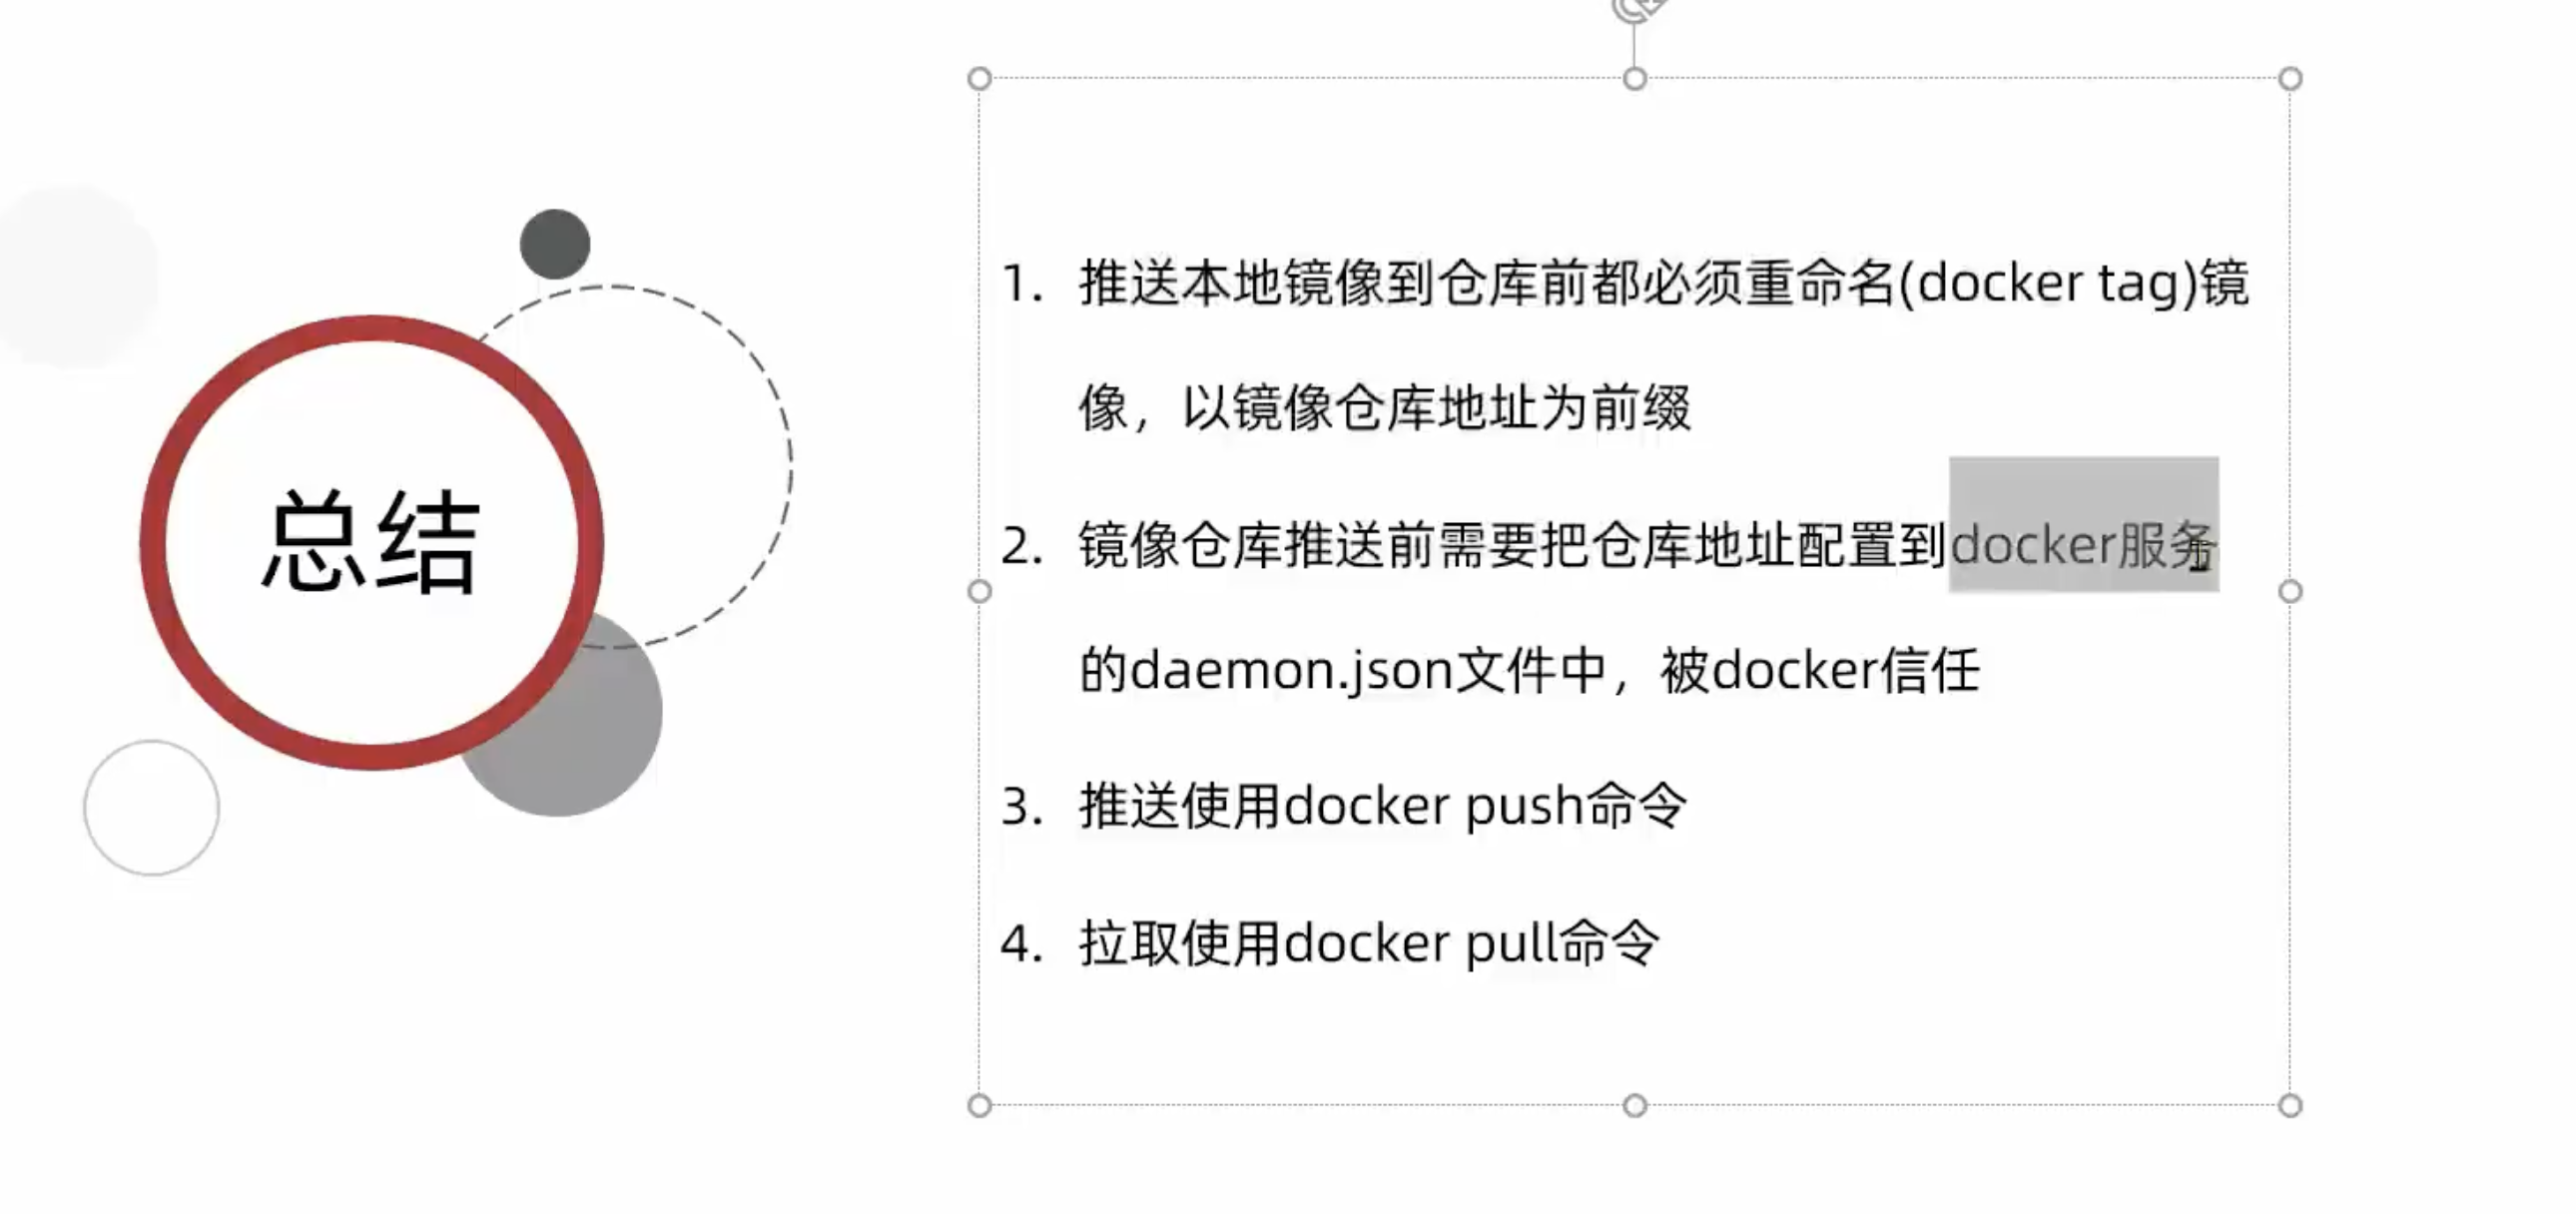 总结
1. 推送本地镜像到仓库前都必须重命名(docker tag)镜
像，以镜像仓库地址为前缀
2. 镜像仓库推送前需要把仓库地址配置到docker服务
的daemon.json文件中，被docker信任
3. 推送使用docker push命令
4. 拉取使用docker pull命令